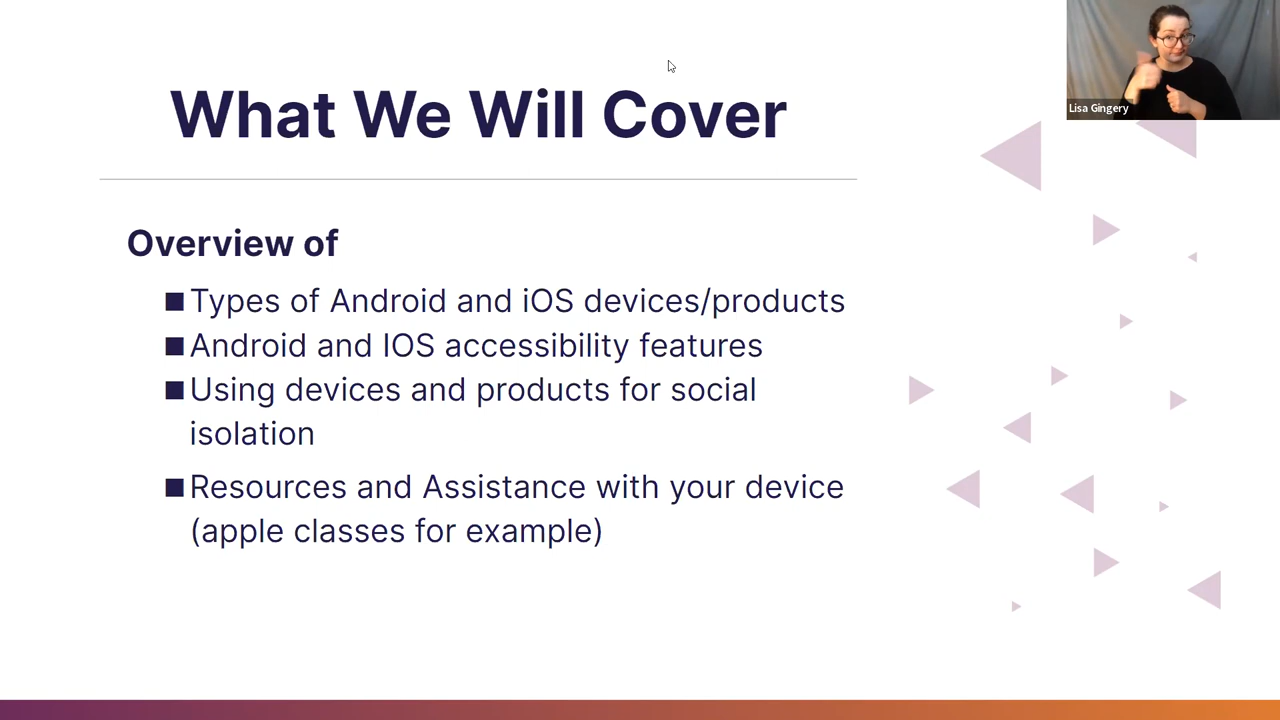 What We Will Cover
Lisa Gingery
Overview of
Types of Android and iOS devices/products
Android and IOS accessibility features
Using devices and products for social
isolation
Resources and Assistance with your device
(apple classes for example)